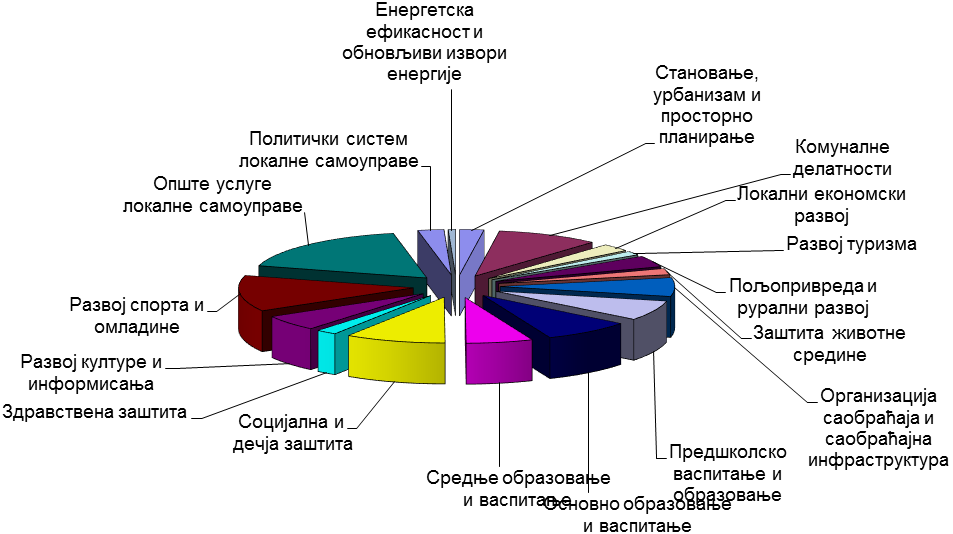 Енергетска
ефикасност и
обновљиви извори
енергије
Становање,
урбанизам и
просторно
планирање
Политички систем
локалне самоуправе
Комуналне
делатности
Опште услуге
локалне самоуправе
Локални економски
развој
Развој туризма
Пољопривреда и
рурални развој
Развој спорта и
омладине
Заштита животне
средине
Развој културе и
информисања
Организација
саобраћаја и
саобраћајна
инфраструктура
Здравствена заштита
Социјална и
дечја заштита
Предшколско
васпитање и
образовање
Средње образовање
и васпитање
Основно образовање
и васпитање